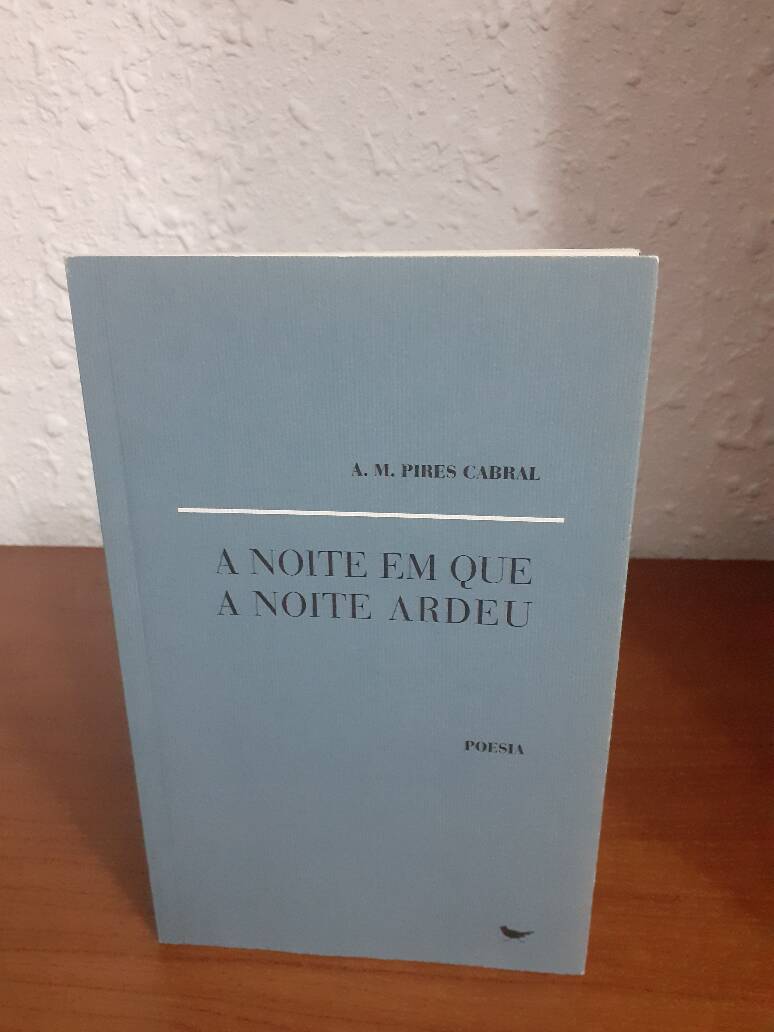 A. M. PIRES CABRAL
A NOITE EM QUE
A NOITE ARDEU
POESIA